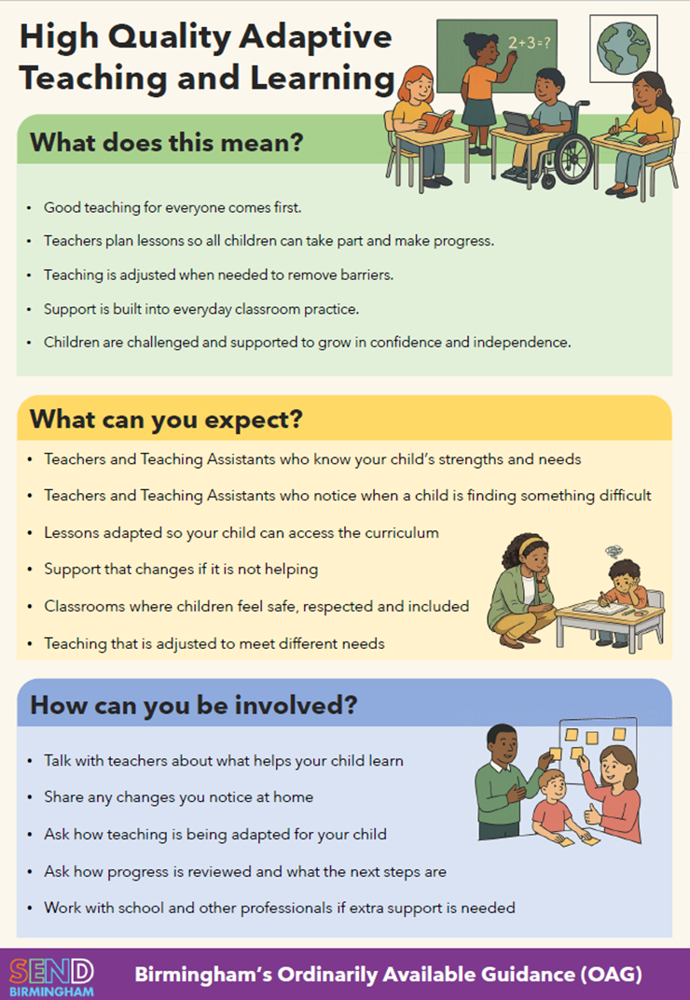 High Quality Adaptive
Teaching and Learning
2+3=?
What does this mean?
• Good teaching for everyone comes first.
• Teachers plan lessons so all children can take part and make progress.
• Teaching is adjusted when needed to remove barriers.
• Support is built into everyday classroom practice.
• Children are challenged and supported to grow in confidence and independence.
What can you expect?
• Teachers and Teaching Assistants who know your child's strengths and needs
• Teachers and Teaching Assistants who notice when a child is finding something difficult
• Lessons adapted so your child can access the curriculum
• Support that changes if it is not helping
• Classrooms where children feel safe, respected and included
• Teaching that is adjusted to meet different needs
How can you be involved?
• Talk with teachers about what helps your child learn
• Share any changes you notice at home
• Ask how teaching is being adapted for your child
• Ask how progress is reviewed and what the next steps are
• Work with school and other professionals if extra support is needed
SEND
BIRMINGHAM
Birmingham's Ordinarily Available Guidance (OAG)